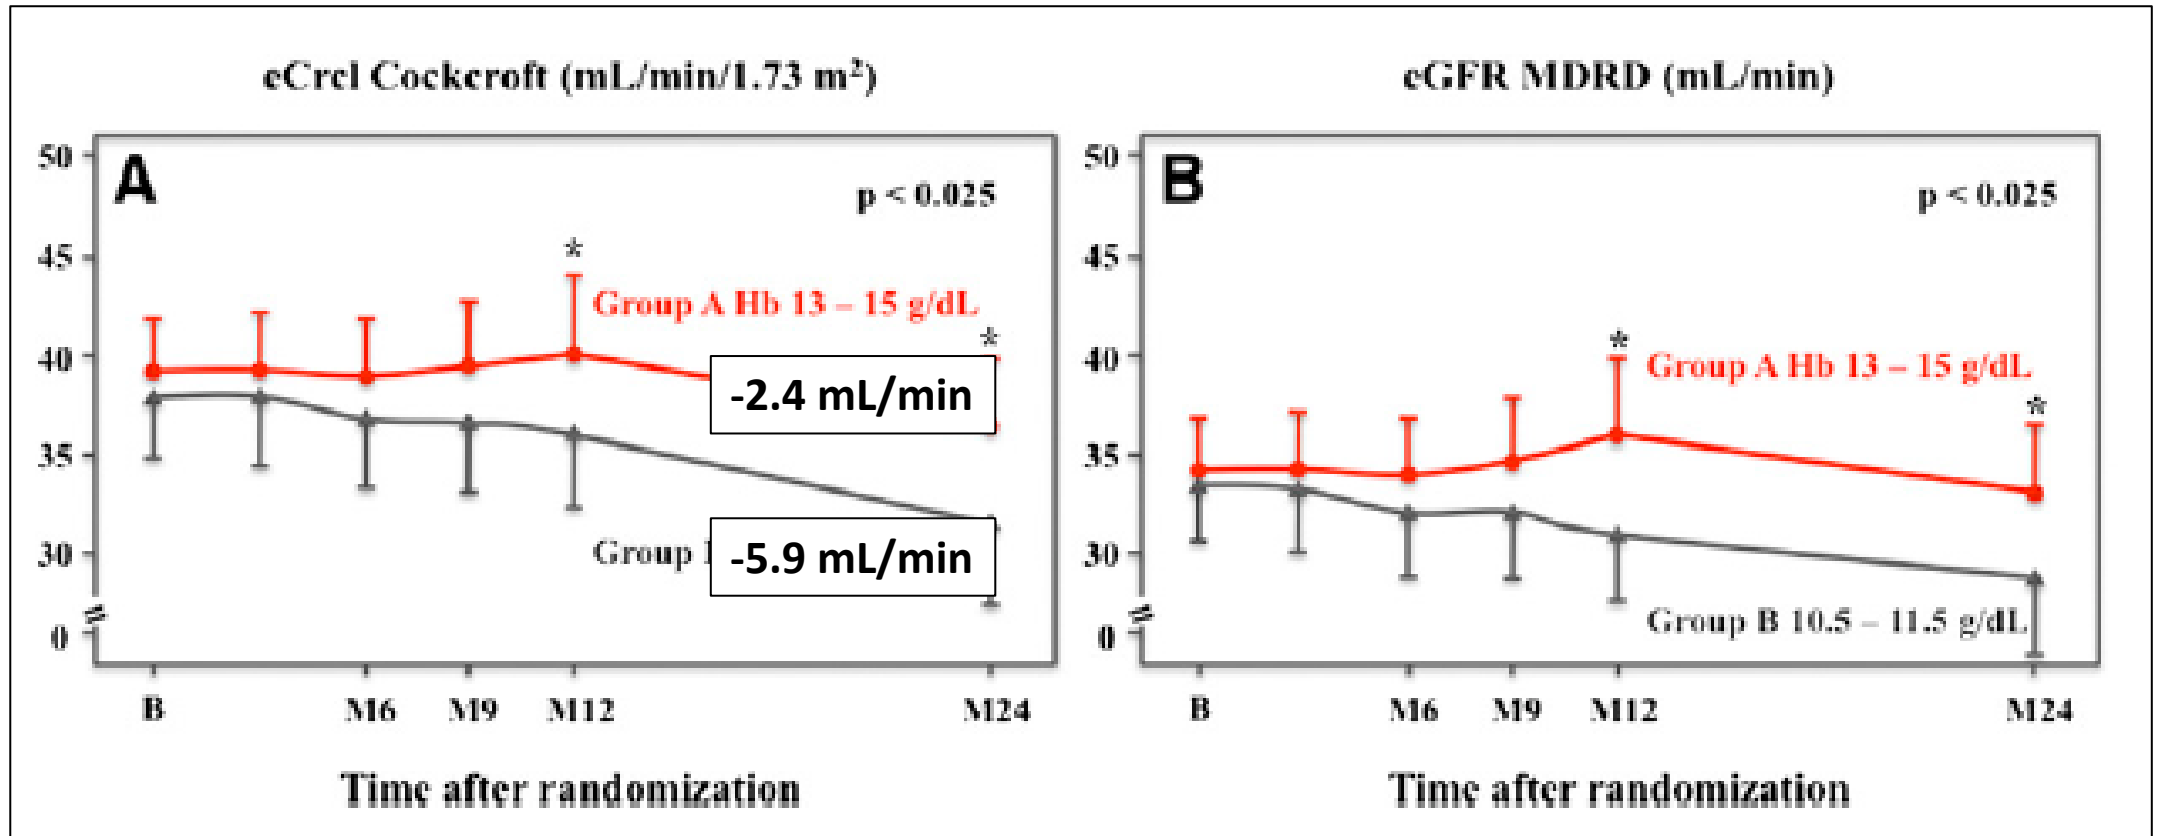 eCrcl Cockcroft (mL/min/1.73 m²)
A
p < 0.025
50
45
40
35
30
0
*
Group A Hb 13 – 15 g/dL
*
-2.4 mL/min
Group
-5.9 mL/min
B
M6
M9
M12
M24
Time after randomization
eGFR MDRD (mL/min)
B
p < 0.025
50
45
40
35
30
0
*
Group A Hb 13 – 15 g/dL
*
Group B 10.5 – 11.5 g/dL
B
M6
M9
M12
M24
Time after randomization